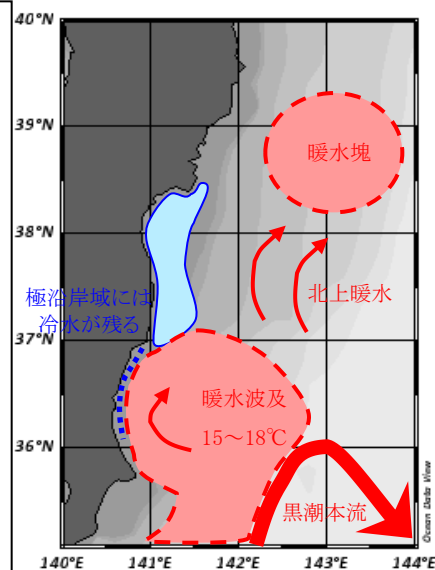 40°N
39°N
38°N
37°N
36°N
暖水塊
北上暖水
極沿岸域には
冷水が残る
暖水波及
15～18℃
黒潮本流
140°E
141°E
142°E
143°E
144°E
Ocean Data View